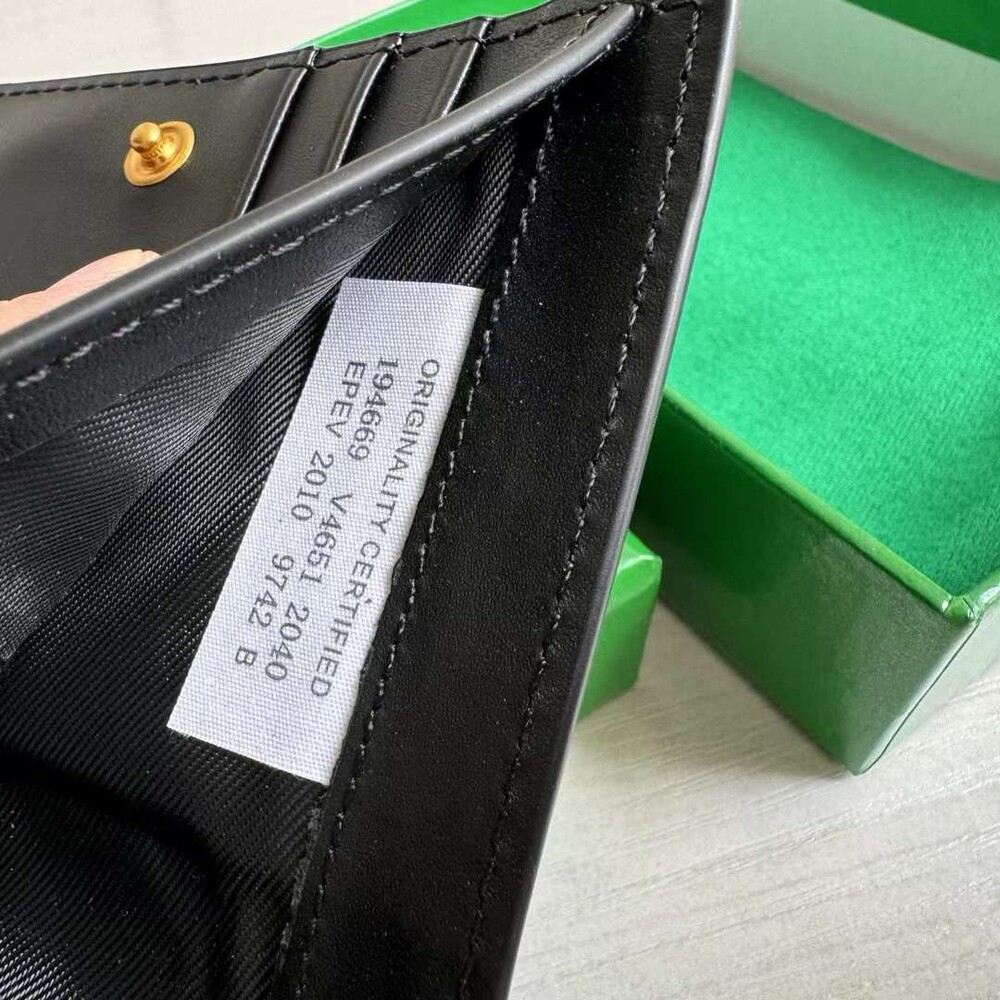 ORIGINALITY CERTIFIED
194669 V4651 2040
EPEV 2010 9742 B